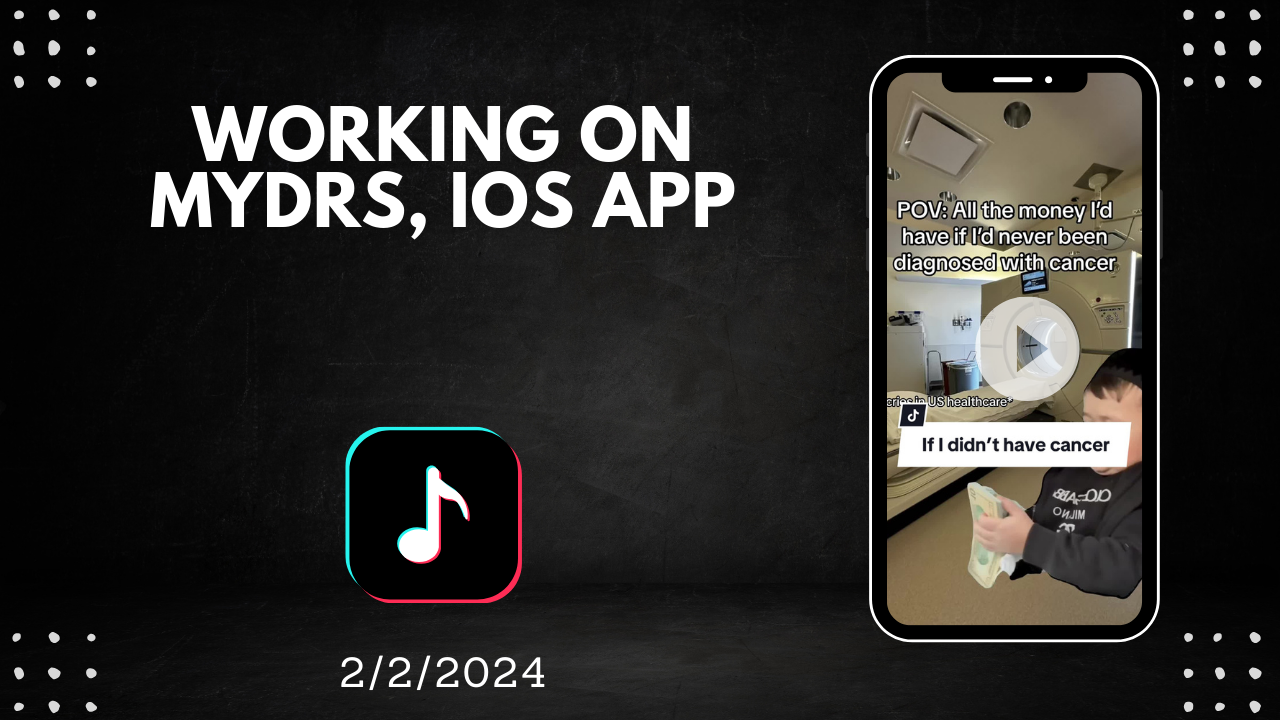 WORKING ON
MYDRS, IOS APP
2/2/2024
POV: All the money I'd
have if I'd never been
diagnosed with cancer
cries in US healthcare*
If I didn't have cancer